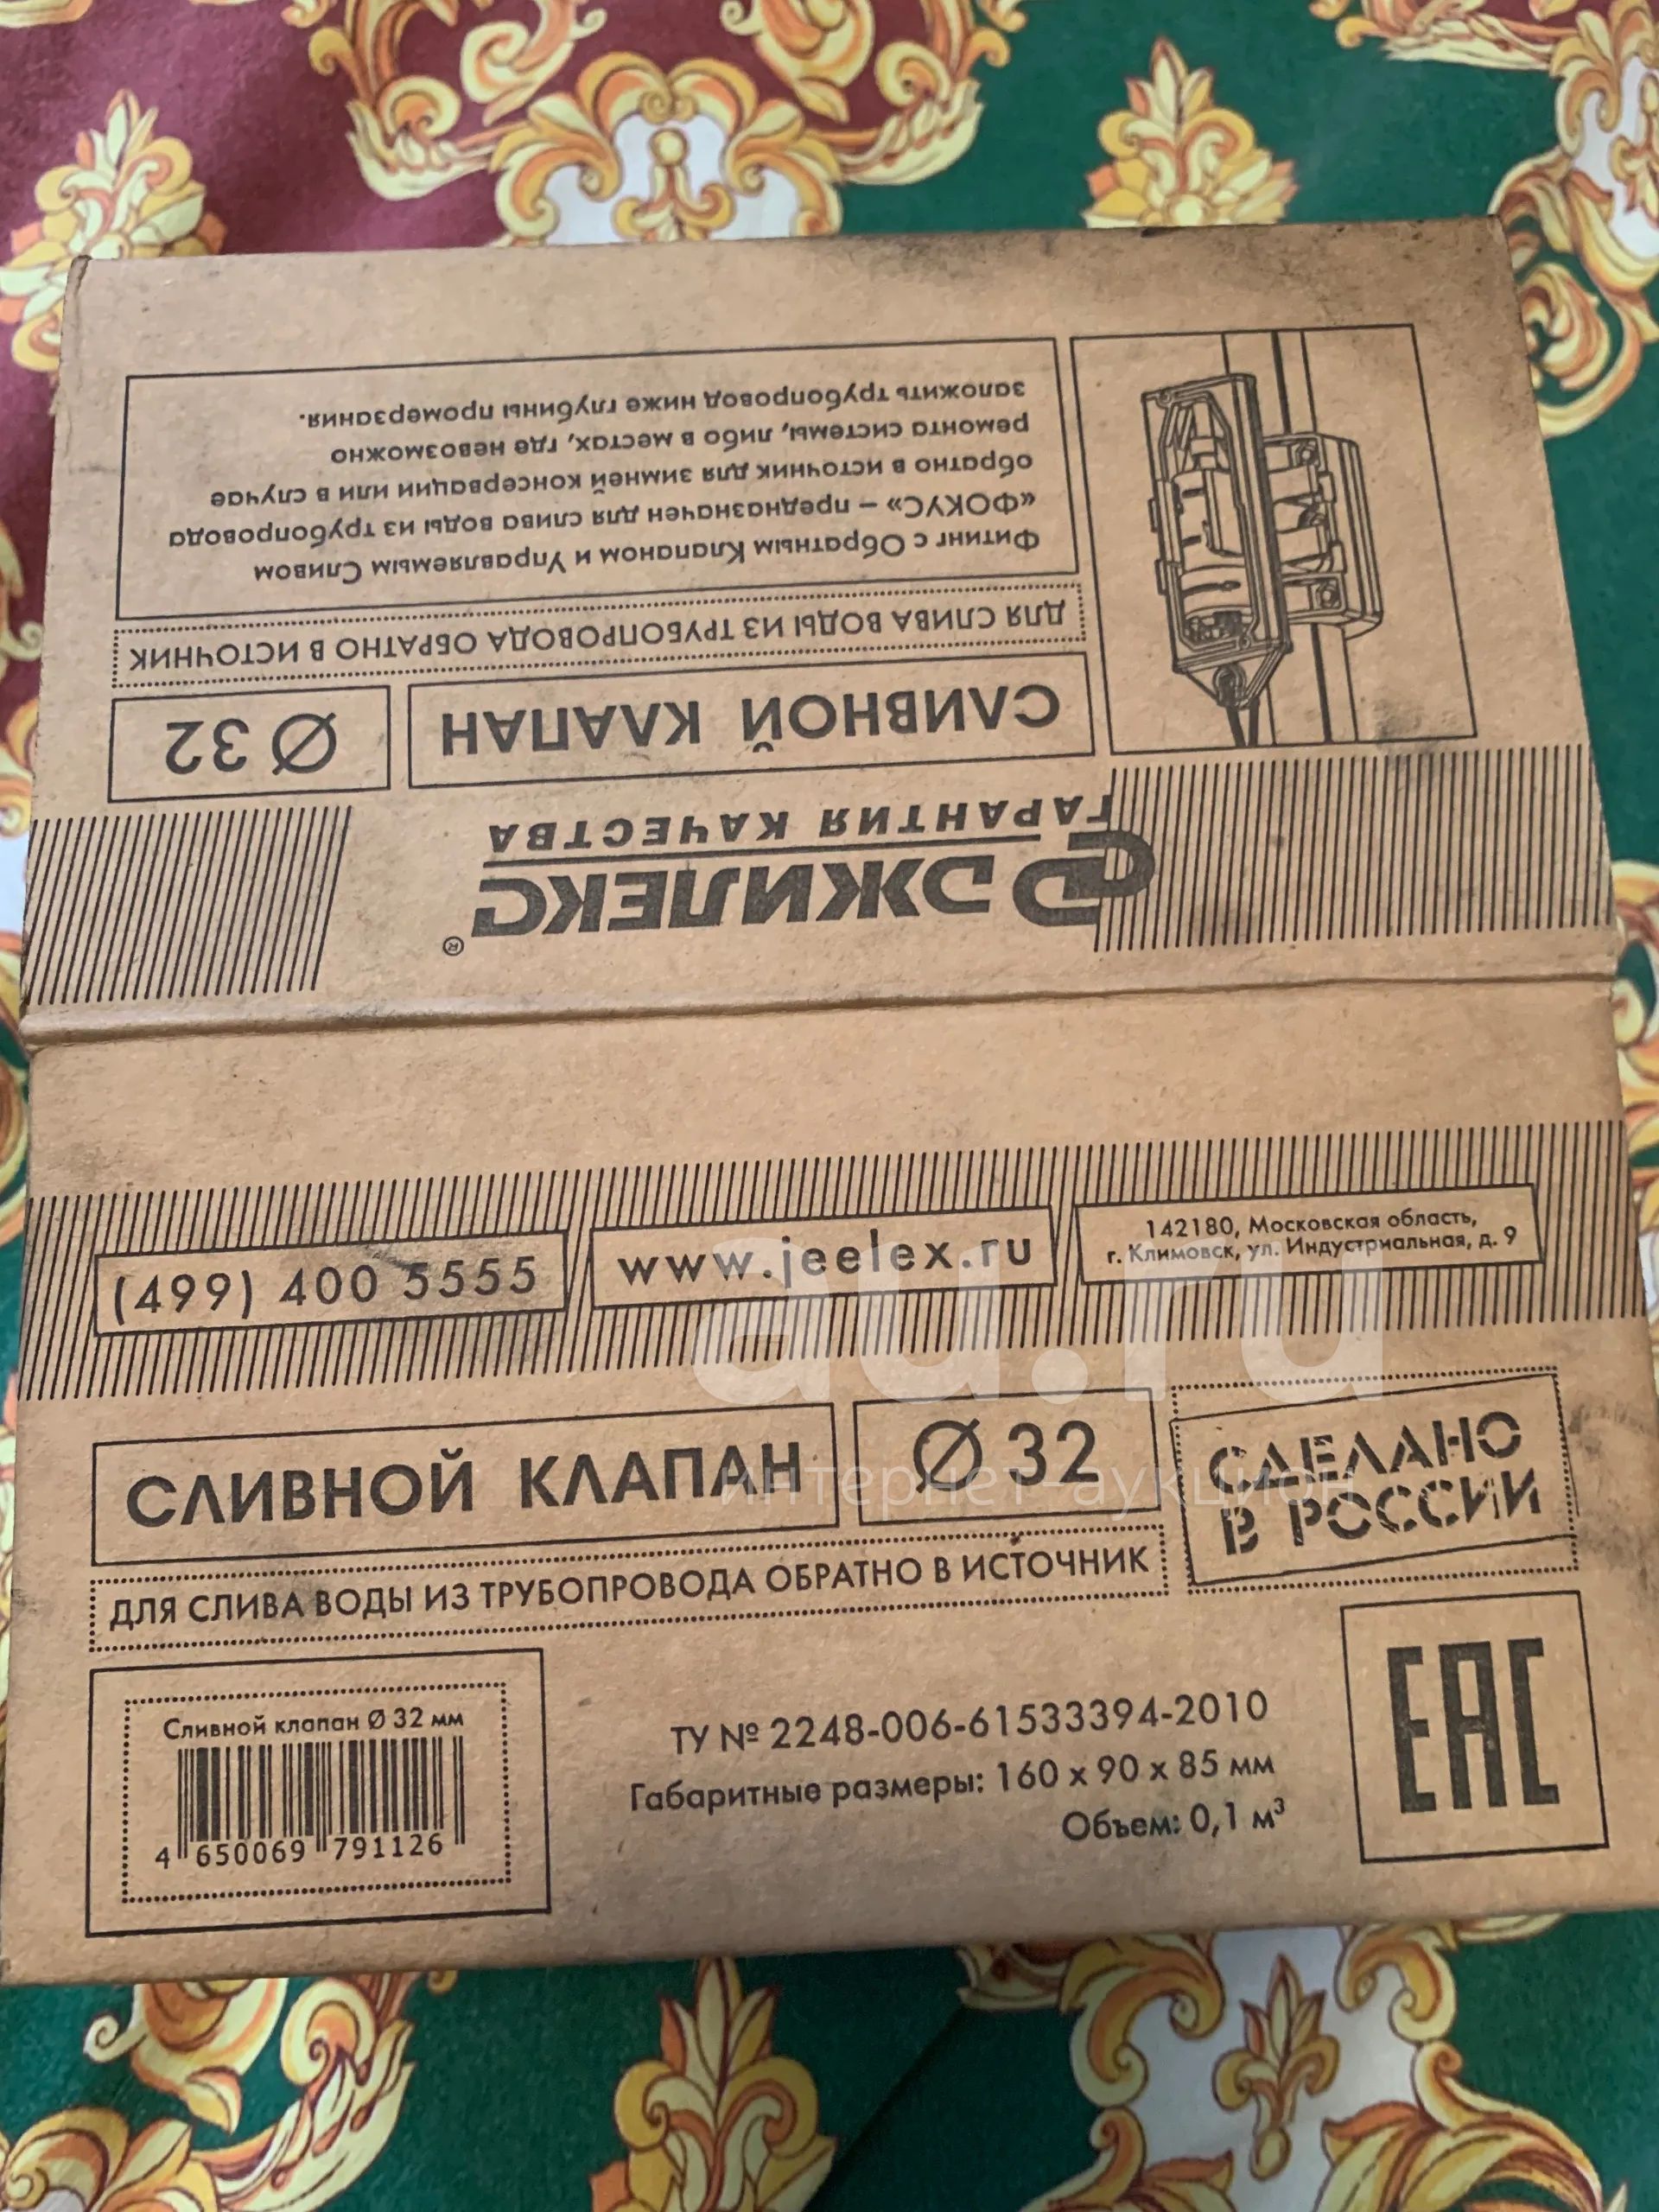 ДЖИЛЕКС®
ГАРАНТИЯ КАЧЕСТВА
СЛИВНОЙ КЛАПАН
Ø 32
ДЛЯ СЛИВА ВОДЫ ИЗ ТРУБОПРОВОДА ОБРАТНО В ИСТОЧНИК
Фитинг с Обратным Клапаном и Управляемым Сливом
«ФОКУС» – предназначен для слива воды из трубопровода
обратно в источник для зимней консервации или в случае
ремонта системы, либо в местах, где невозможно
заложить трубопровод ниже глубины промерзания.
(499) 400 5555
www.jeelex.ru
142180, Московская область,
г. Климовск, ул. Индустриальная, д. 9
au.ru
интернет-аукцион
СЛИВНОЙ КЛАПАН
Ø 32
СДЕЛАНО
В РОССИИ
ДЛЯ СЛИВА ВОДЫ ИЗ ТРУБОПРОВОДА ОБРАТНО В ИСТОЧНИК
Сливной клапан Ø 32 мм
4 650069 791126
ТУ № 2248-006-61533394-2010
Габаритные размеры: 160 х 90 х 85 мм
Объем: 0,1 м³
EAC